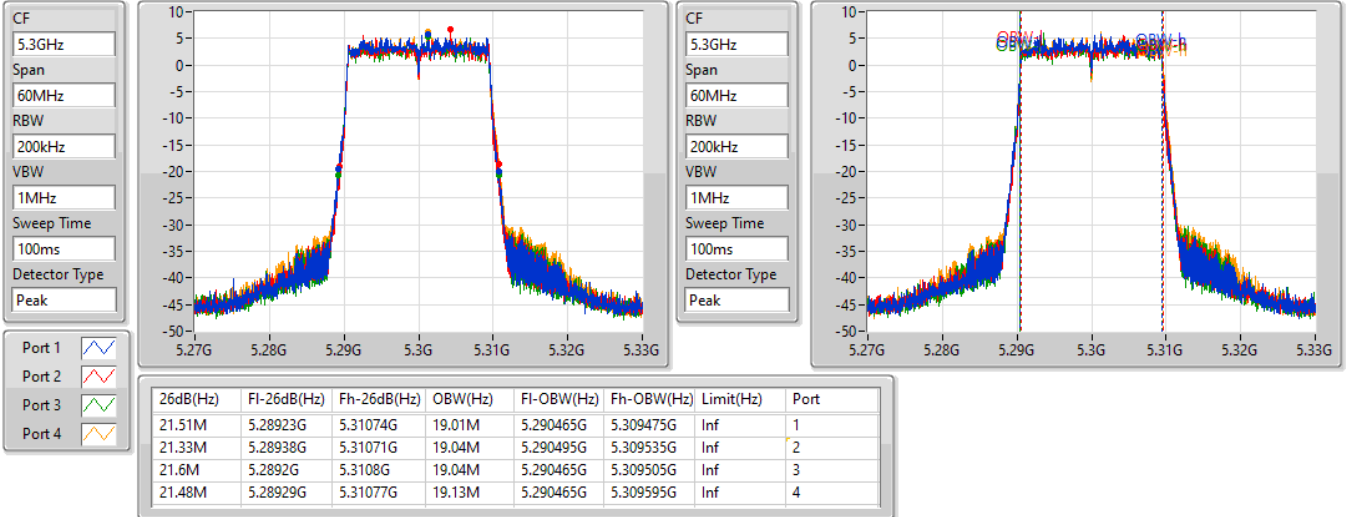 CF
5.3GHz
Span
60MHz
RBW
200kHz
VBW
1MHz
Sweep Time
100ms
Detector Type
Peak
10
5
0
-5
-10
-15
-20
-25
-30
-35
-40
-45
-50
5.27G 5.28G 5.29G 5.3G 5.31G 5.32G 5.33G
CF
5.3GHz
Span
60MHz
RBW
200kHz
VBW
1MHz
Sweep Time
100ms
Detector Type
Peak
10
5
0
-5
-10
-15
-20
-25
-30
-35
-40
-45
-50
5.27G 5.28G 5.29G 5.3G 5.31G 5.32G 5.33G
Port 1
Port 2
Port 3
Port 4
26dB(Hz) Fl-26dB(Hz) Fh-26dB(Hz) OBW(Hz) Fl-OBW(Hz) Fh-OBW(Hz) Limit(Hz) Port
21.51M 5.28923G 5.31074G 19.01M 5.290465G 5.309475G Inf 1
21.33M 5.28938G 5.31071G 19.04M 5.290495G 5.309535G Inf 2
21.6M 5.2892G 5.3108G 19.04M 5.290465G 5.309505G Inf 3
21.48M 5.28929G 5.31077G 19.13M 5.290465G 5.309595G Inf 4